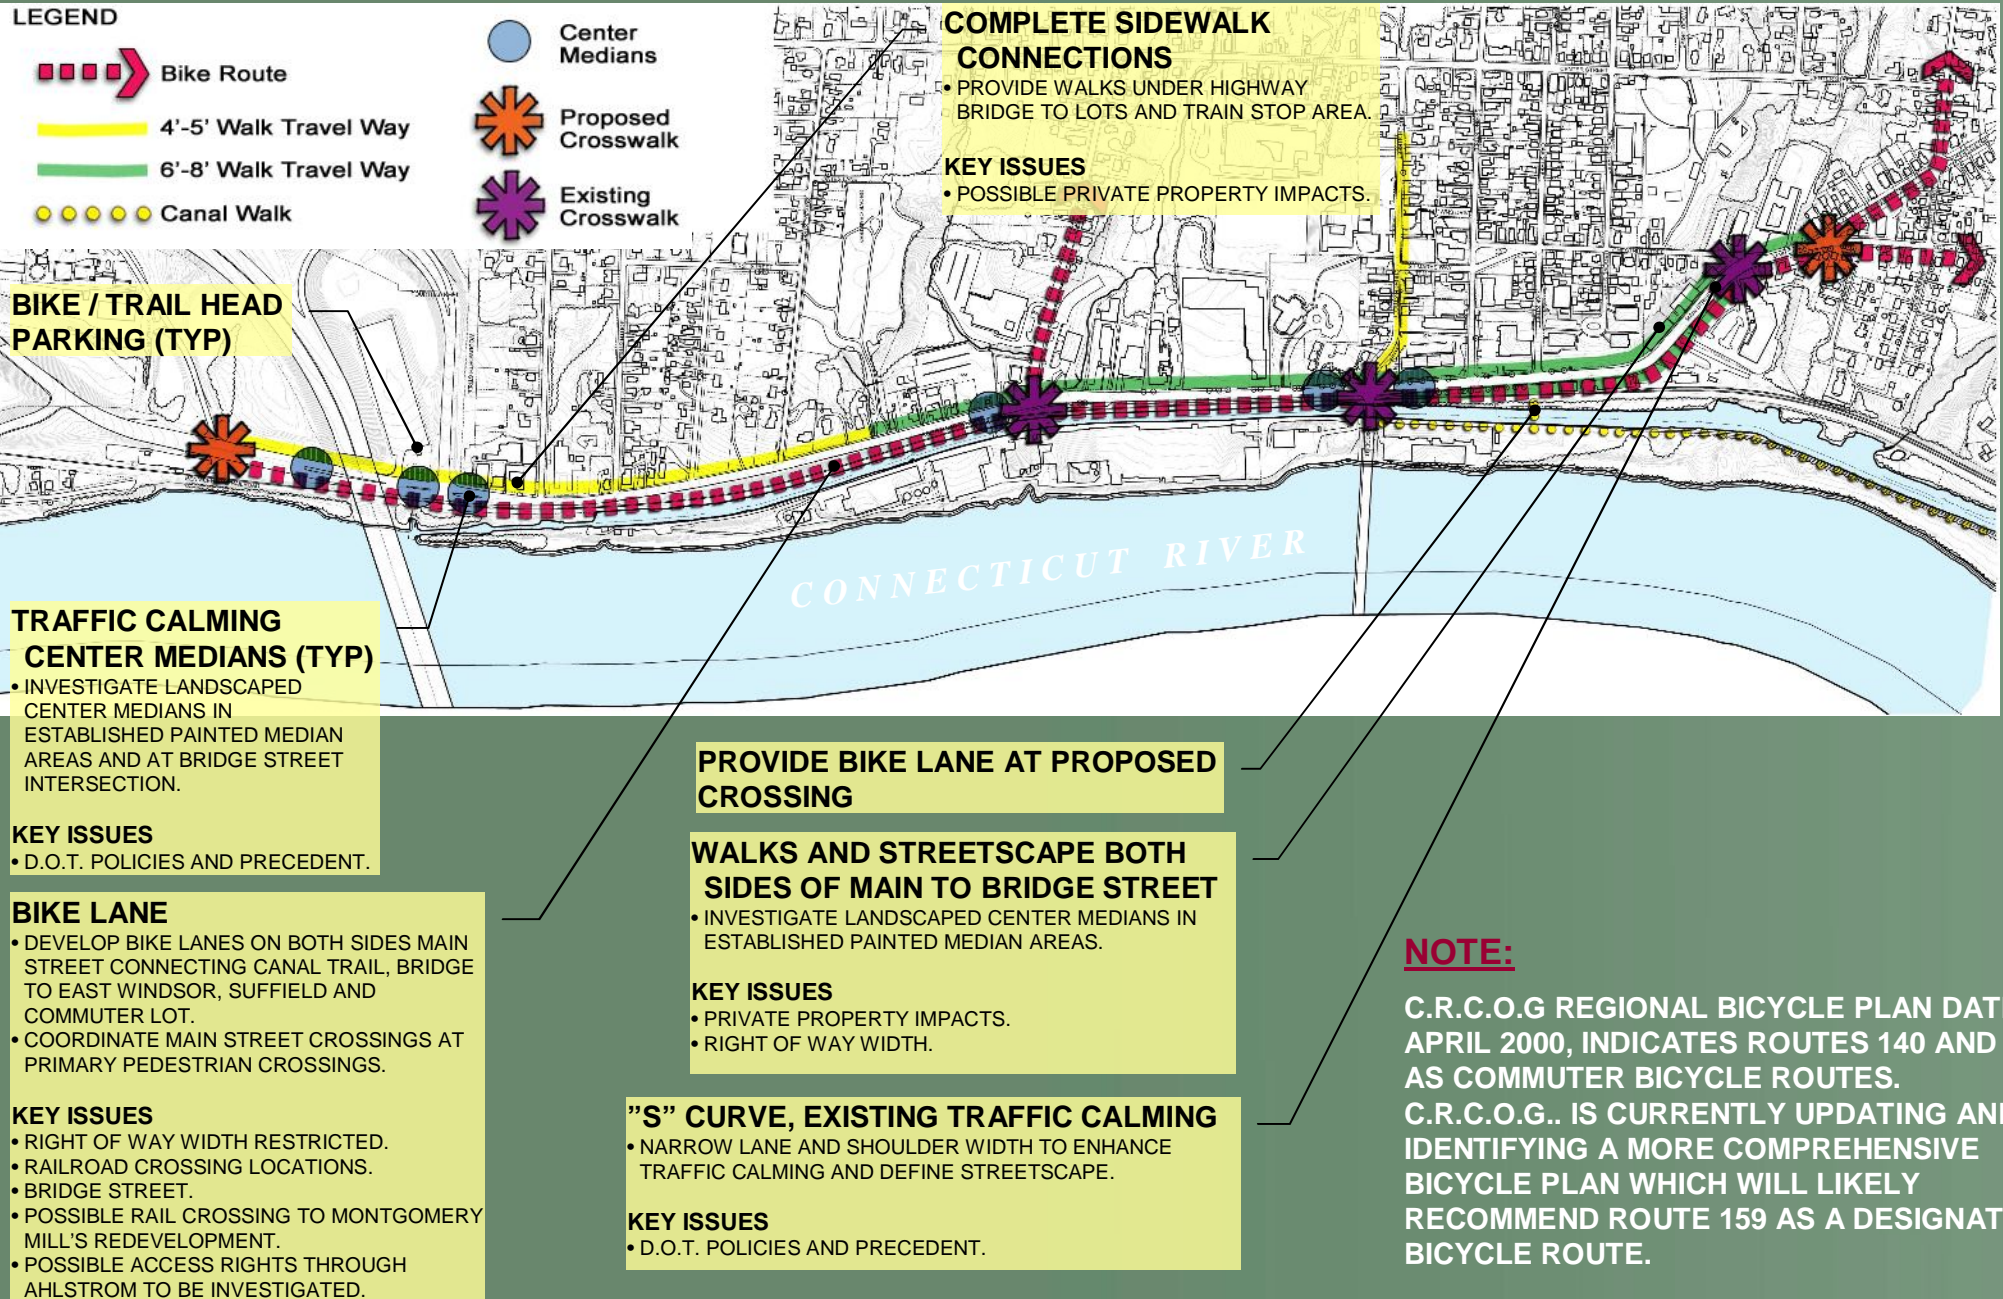 LEGEND
Bike Route
4'-5' Walk Travel Way
6'-8' Walk Travel Way
Canal Walk
Center
Medians
Proposed
Crosswalk
Existing
Crosswalk
COMPLETE SIDEWALK
CONNECTIONS
• PROVIDE WALKS UNDER HIGHWAY
BRIDGE TO LOTS AND TRAIN STOP AREA.
KEY ISSUES
• POSSIBLE PRIVATE PROPERTY IMPACTS.
BIKE / TRAIL HEAD
PARKING (TYP)
CONNECTICUT RIVER
TRAFFIC CALMING
CENTER MEDIANS (TYP)
• INVESTIGATE LANDSCAPED
CENTER MEDIANS IN
ESTABLISHED PAINTED MEDIAN
AREAS AND AT BRIDGE STREET
INTERSECTION.
KEY ISSUES
• D.O.T. POLICIES AND PRECEDENT.
BIKE LANE
• DEVELOP BIKE LANES ON BOTH SIDES MAIN
STREET CONNECTING CANAL TRAIL, BRIDGE
TO EAST WINDSOR, SUFFIELD AND
COMMUTER LOT.
• COORDINATE MAIN STREET CROSSINGS AT
PRIMARY PEDESTRIAN CROSSINGS.
KEY ISSUES
• RIGHT OF WAY WIDTH RESTRICTED.
• RAILROAD CROSSING LOCATIONS.
• BRIDGE STREET.
• POSSIBLE RAIL CROSSING TO MONTGOMERY
MILL'S REDEVELOPMENT.
• POSSIBLE ACCESS RIGHTS THROUGH
AHLSTROM TO BE INVESTIGATED.
PROVIDE BIKE LANE AT PROPOSED
CROSSING
WALKS AND STREETSCAPE BOTH
SIDES OF MAIN TO BRIDGE STREET
• INVESTIGATE LANDSCAPED CENTER MEDIANS IN
ESTABLISHED PAINTED MEDIAN AREAS.
KEY ISSUES
• PRIVATE PROPERTY IMPACTS.
• RIGHT OF WAY WIDTH.
”S” CURVE, EXISTING TRAFFIC CALMING
• NARROW LANE AND SHOULDER WIDTH TO ENHANCE
TRAFFIC CALMING AND DEFINE STREETSCAPE.
KEY ISSUES
• D.O.T. POLICIES AND PRECEDENT.
NOTE:
C.R.C.O.G REGIONAL BICYCLE PLAN DAT
APRIL 2000, INDICATES ROUTES 140 AND
AS COMMUTER BICYCLE ROUTES.
C.R.C.O.G.. IS CURRENTLY UPDATING AN
IDENTIFYING A MORE COMPREHENSIVE
BICYCLE PLAN WHICH WILL LIKELY
RECOMMEND ROUTE 159 AS A DESIGNAT
BICYCLE ROUTE.